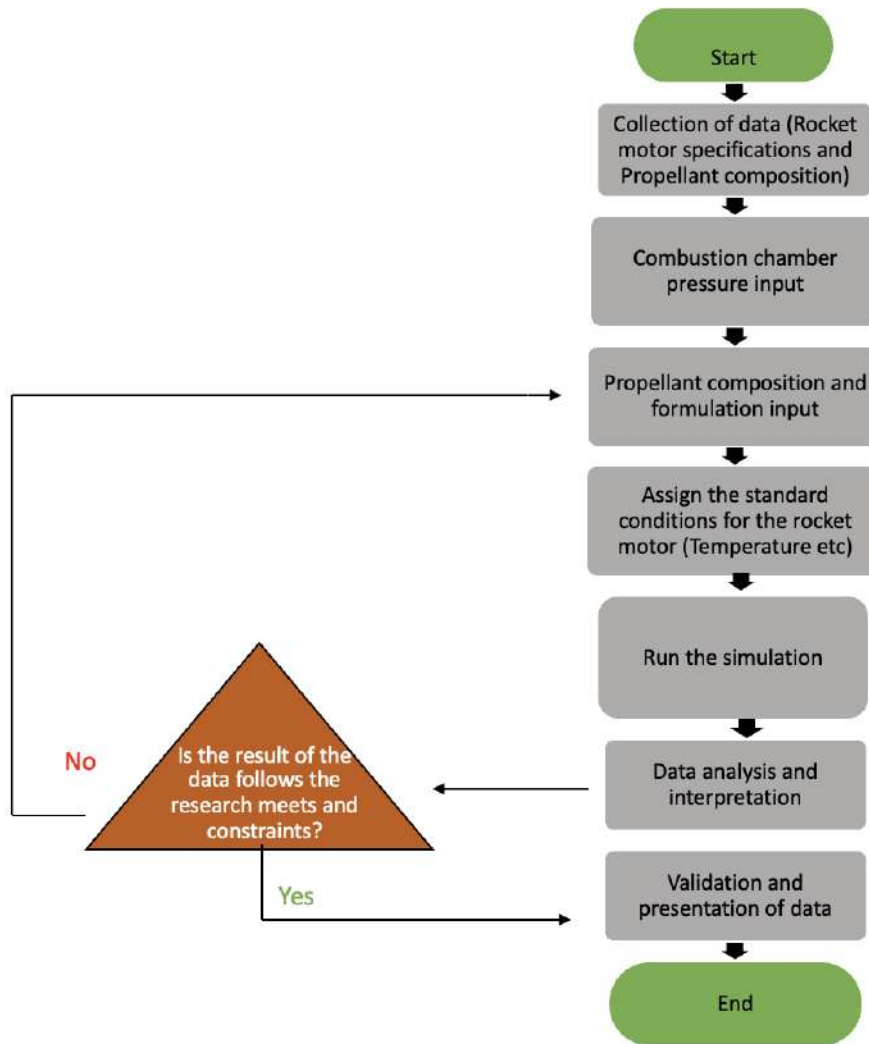 Start
Collection of data (Rocket
motor specifications and
Propellant composition)
Combustion chamber
pressure input
Propellant composition and
formulation input
Assign the standard
conditions for the rocket
motor (Temperature etc)
Run the simulation
Data analysis and
interpretation
Is the result of the
data follows the
research meets and
constraints?
No
Yes
Validation and
presentation of data
End